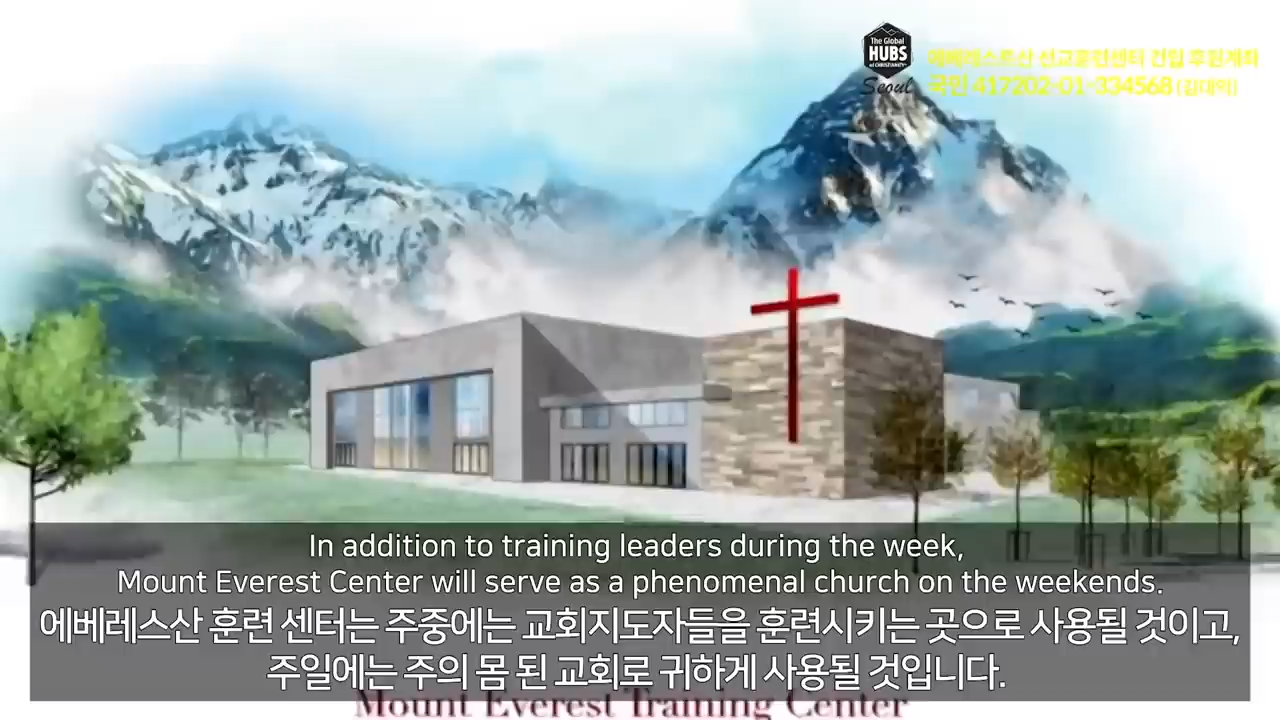 The Global
HUBS
of CHRISTIANITY
Seoul
에베레스트산 선교훈련센터 건립 후원계좌
국민 417202-01-334568 (김대익)
In addition to training leaders during the week,
Mount Everest Center will serve as a phenomenal church on the weekends.
에베레스산 훈련 센터는 주중에는 교회지도자들을 훈련시키는 곳으로 사용될 것이고,
주일에는 주의 몸 된 교회로 귀하게 사용될 것입니다.
Mount Everest Training Center